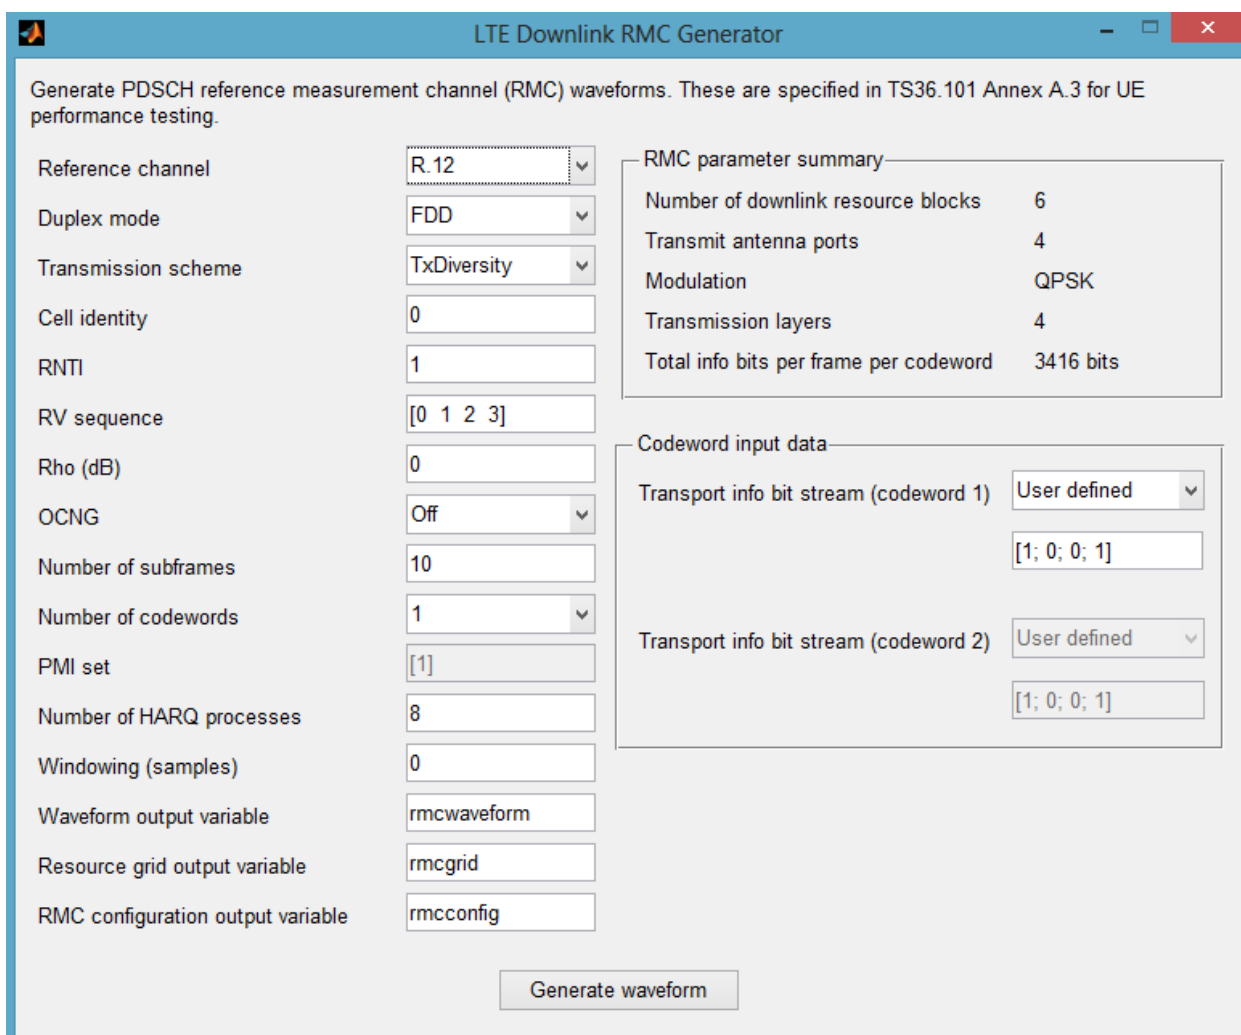 LTE Downlink RMC Generator
Generate PDSCH reference measurement channel (RMC) waveforms. These are specified in TS36.101 Annex A.3 for UE
performance testing.
Reference channel R.12
Duplex mode FDD
Transmission scheme TxDiversity
Cell identity 0
RNTI 1
RV sequence [0 1 2 3]
Rho (dB) 0
OCNG Off
Number of subframes 10
Number of codewords 1
PMI set [1]
Number of HARQ processes 8
Windowing (samples) 0
Waveform output variable rmcwaveform
Resource grid output variable rmcgrid
RMC configuration output variable rmcconfig
RMC parameter summary
Number of downlink resource blocks 6
Transmit antenna ports 4
Modulation QPSK
Transmission layers 4
Total info bits per frame per codeword 3416 bits
Codeword input data
Transport info bit stream (codeword 1) User defined
[1; 0; 0; 1]
Transport info bit stream (codeword 2) User defined
[1; 0; 0; 1]
Generate waveform